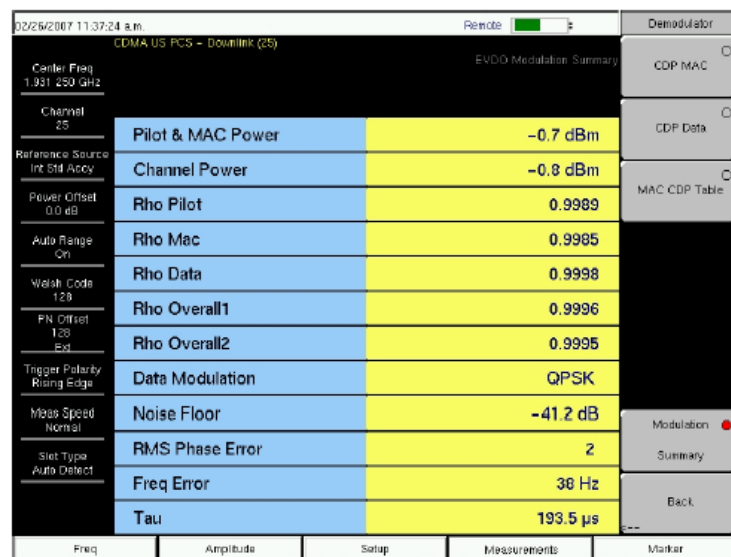 02/26/2007 11:37:24 a.m.
Remote
Demodulator
CDMA US PCS - Downlink (25)
EVDO Modulation Summary
Center Freq
1.931 250 GHz
Channel
25
Reference Source
Int Std Accy
Power Offset
0.0 dB
Auto Range
On
Walsh Code
128
PN Offset
128
Ext
Trigger Polarity
Rising Edge
Meas Speed
Normal
Slot Type
Auto Detect
Pilot & MAC Power -0.7 dBm
Channel Power -0.8 dBm
Rho Pilot 0.9989
Rho Mac 0.9985
Rho Data 0.9998
Rho Overall1 0.9996
Rho Overall2 0.9995
Data Modulation QPSK
Noise Floor -41.2 dB
RMS Phase Error 2
Freq Error 38 Hz
Tau 193.5 µs
CDP MAC
CDP Data
MAC CDP Table
Modulation
Summary
Back
Freq Amplitude Setup Measurements Marker